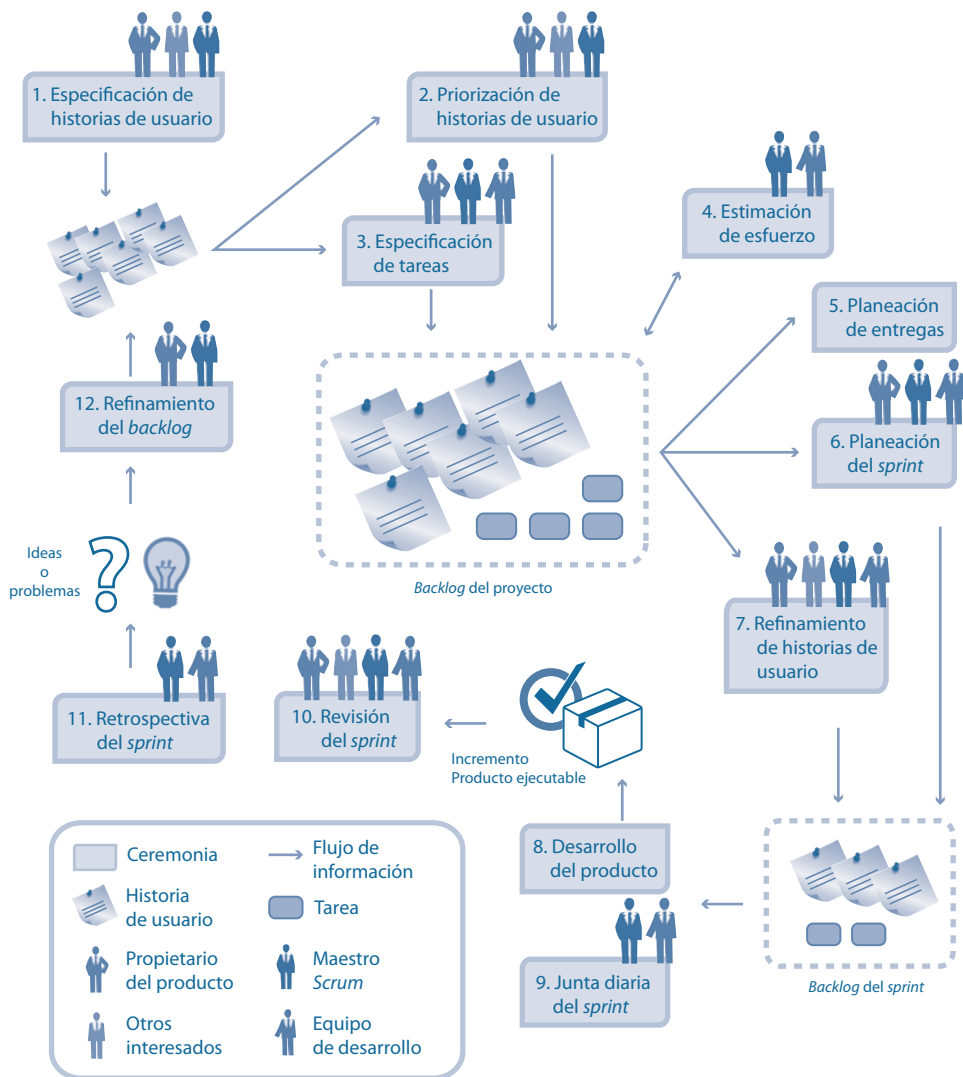 1. Especificación de
historias de usuario
2. Priorización de
historias de usuario
3. Especificación
de tareas
4. Estimación
de esfuerzo
5. Planeación
de entregas
12. Refinamiento
del backlog
6. Planeación
del sprint
Ideas
o
problemas
Backlog del proyecto
7. Refinamiento
de historias de
usuario
11. Retrospectiva
del sprint
10. Revisión
del sprint
Incremento
Producto ejecutable
8. Desarrollo
del producto
9. Junta diaria
del sprint
Backlog del sprint
Ceremonia
Flujo de
información
Historia
de usuario
Tarea
Propietario
del producto
Maestro
Scrum
Otros
interesados
Equipo
de desarrollo